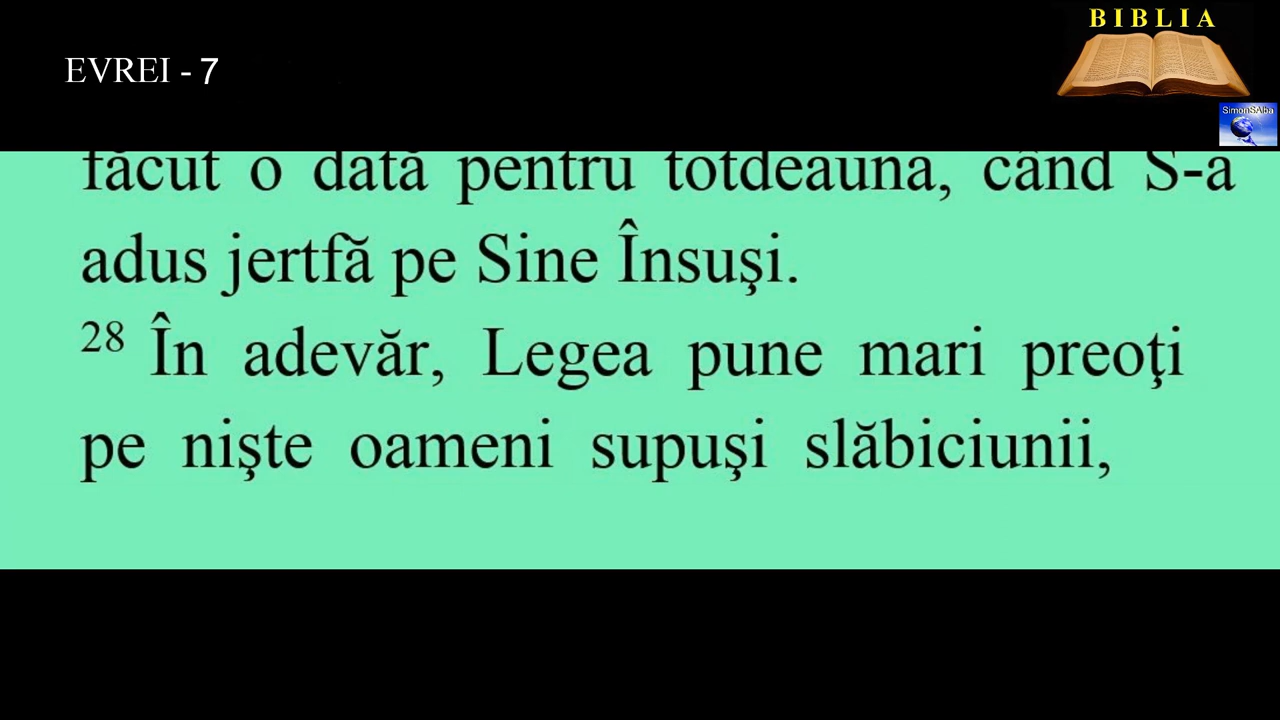 BIBLIA
EVREI - 7
SimonSAlba
făcut o dată pentru totdeauna, când S-a
adus jertfă pe Sine Însuşi.
28 În adevăr, Legea pune mari preoţi
pe nişte oameni supuşi slăbiciunii,